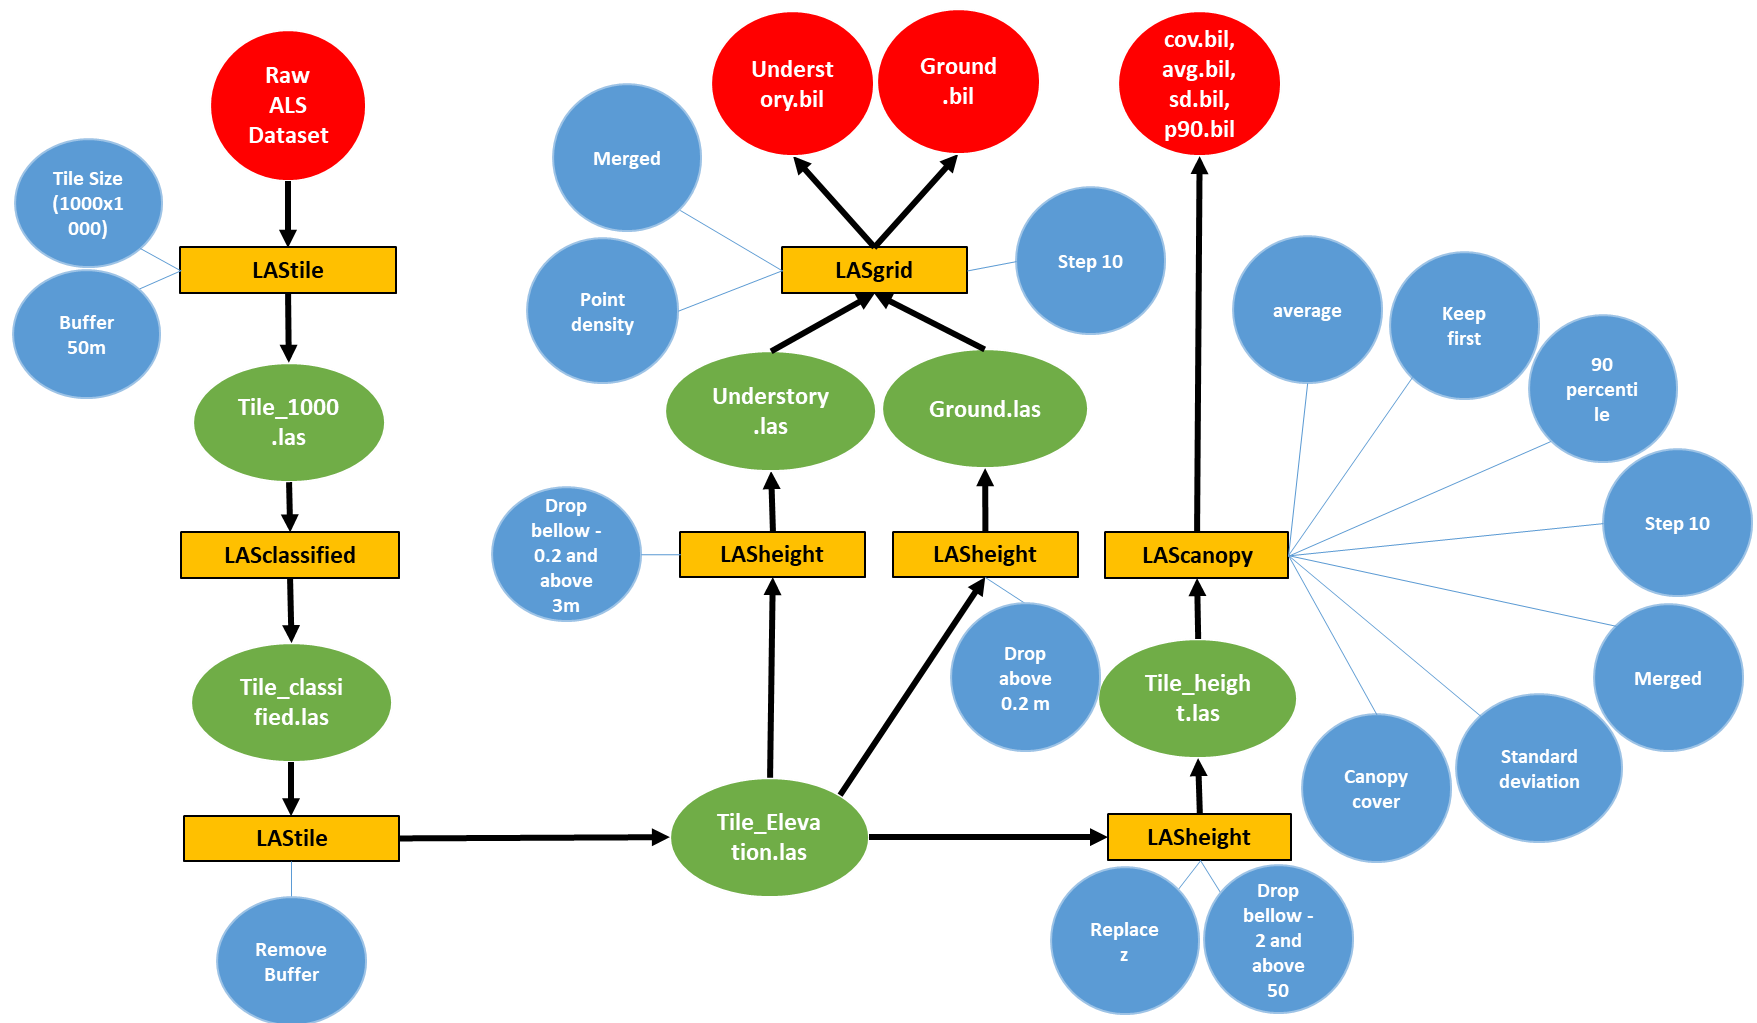 Raw
ALS
Dataset
Tile Size
(1000x1
000)
Buffer
50m
LAStile
Tile_1000
.las
LASclassified
Tile_classi
fied.las
LAStile
Remove
Buffer
Underst
ory.bil
Ground
.bil
Merged
Point
density
LASgrid
Step 10
Understory
.las
Ground.las
Drop
bellow -
0.2 and
above
3m
LASheight
LASheight
Drop
above
0.2 m
Tile_Eleva
tion.las
cov.bil,
avg.bil,
sd.bil,
p90.bil
average
Keep
first
90
percenti
le
Step 10
LAScanopy
Merged
Standard
deviation
Canopy
cover
Tile_heigh
t.las
LASheight
Replace
z
Drop
bellow -
2 and
above
50